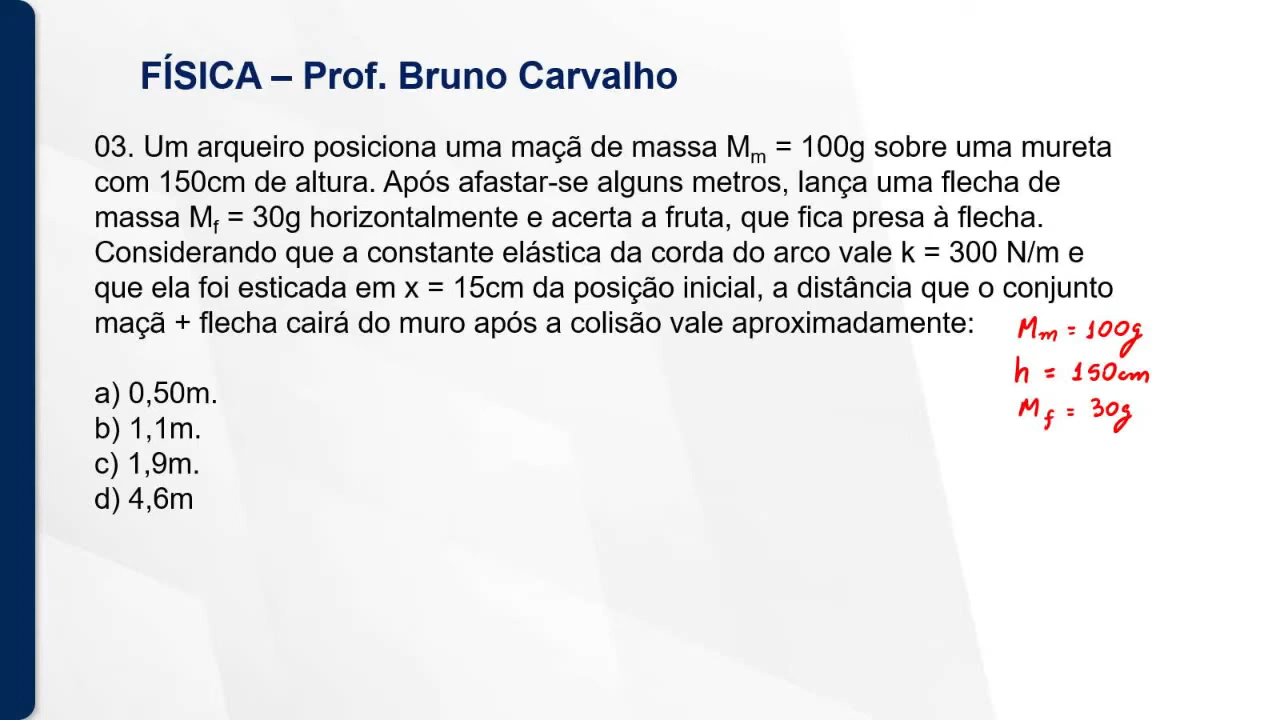 FÍSICA – Prof. Bruno Carvalho
03. Um arqueiro posiciona uma maçã de massa Mm = 100g sobre uma mureta
com 150cm de altura. Após afastar-se alguns metros, lança uma flecha de
massa Mf = 30g horizontalmente e acerta a fruta, que fica presa à flecha.
Considerando que a constante elástica da corda do arco vale k = 300 N/m e
que ela foi esticada em x = 15cm da posição inicial, a distância que o conjunto
maçã + flecha cairá do muro após a colisão vale aproximadamente:
Mm = 100g
h = 150cm
Mf = 30g
a) 0,50m.
b) 1,1m.
c) 1,9m.
d) 4,6m